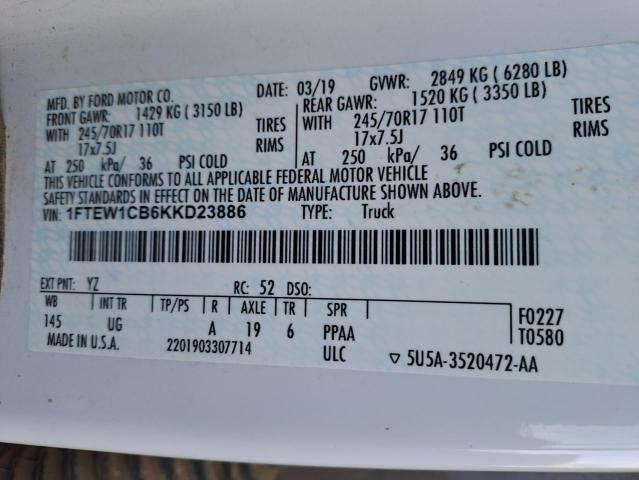 MFD. BY FORD MOTOR CO. DATE: 03/19 GVWR: 2849 KG ( 6280 LB)
FRONT GAWR: 1429 KG ( 3150 LB) REAR GAWR: 1520 KG ( 3350 LB)
WITH 245/70R17 110T TIRES WITH 245/70R17 110T TIRES
17x7.5J RIMS 17x7.5J RIMS
AT 250 kPa/ 36 PSI COLD AT 250 kPa/ 36 PSI COLD
THIS VEHICLE CONFORMS TO ALL APPLICABLE FEDERAL MOTOR VEHICLE
SAFETY STANDARDS IN EFFECT ON THE DATE OF MANUFACTURE SHOWN ABOVE.
VIN: 1FTEW1CB6KKD23886 TYPE: Truck
EXT PNT: YZ RC: 52 DSO:
WB INT TR TP/PS R AXLE TR SPR F0227
145 UG A 19 6 PPAA T0580
MADE IN U.S.A. 2201903307714 ULC ▽ 5U5A-3520472-AA